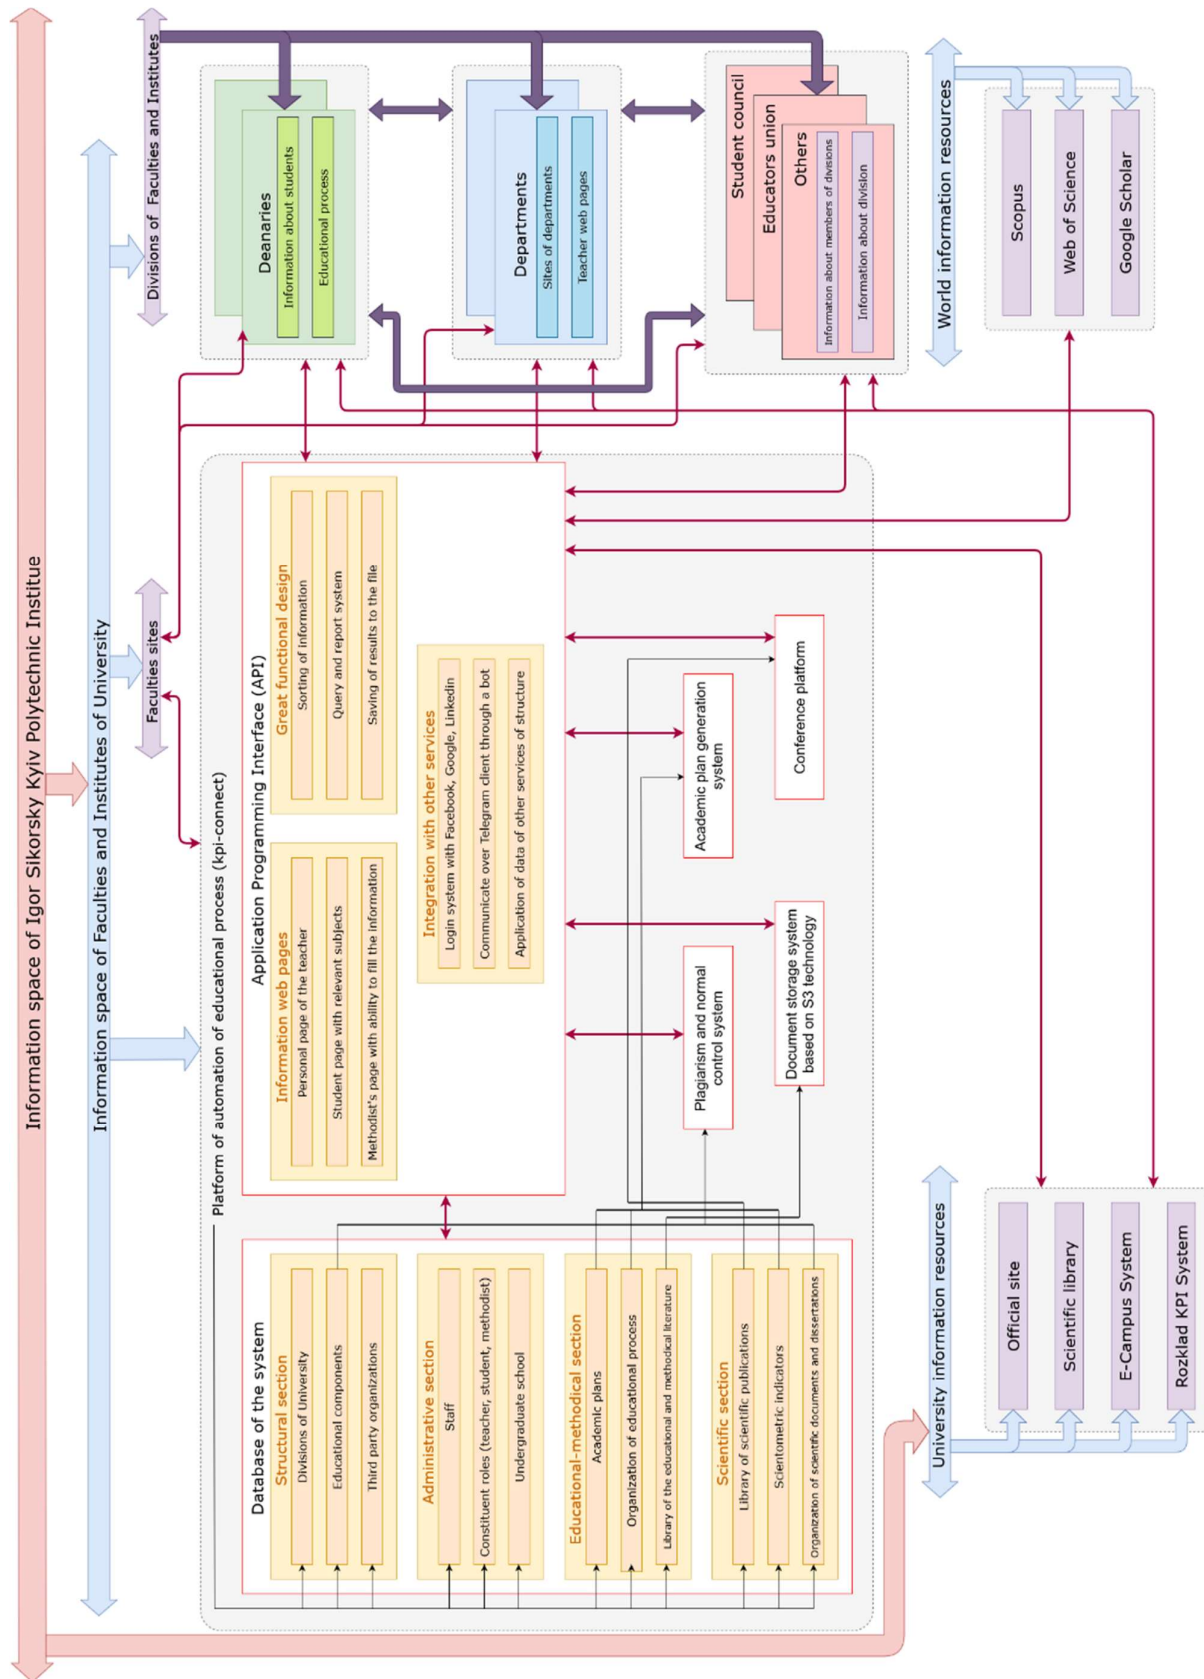 Information space of Igor Sikorsky Kyiv Polytechnic Institue
Information space of Faculties and Institutes of University
Faculties sites
Divisions of Faculties and Institutes
Platform of automation of educational process (kpi-connect)
Database of the system
Structural section
Divisions of University
Educational components
Third party organizations
Administrative section
Staff
Constituent roles (teacher, student, methodist)
Undergraduate school
Educational-methodical section
Academic plans
Organization of educational process
Library of the educational and methodical literature
Scientific section
Library of scientific publications
Scientometric indicators
Organization of scientific documents and dissertations
Application Programming Interface (API)
Information web pages
Personal page of the teacher
Student page with relevant subjects
Methodist's page with ability to fill the information
Great functional design
Sorting of information
Query and report system
Saving of results to the file
Integration with other services
Login system with Facebook, Google, Linkedin
Communicate over Telegram client through a bot
Application of data of other services of structure
Plagiarism and normal
control system
Academic plan generation
system
Document storage system
based on S3 technology
Conference platform
Deanaries
Information about students
Educational process
Departments
Sites of departments
Teacher web pages
Student council
Educators union
Others
Information about members of divisions
Information about division
University information resources
Official site
Scientific library
E-Campus System
Rozklad KPI System
World information resources
Scopus
Web of Science
Google Scholar